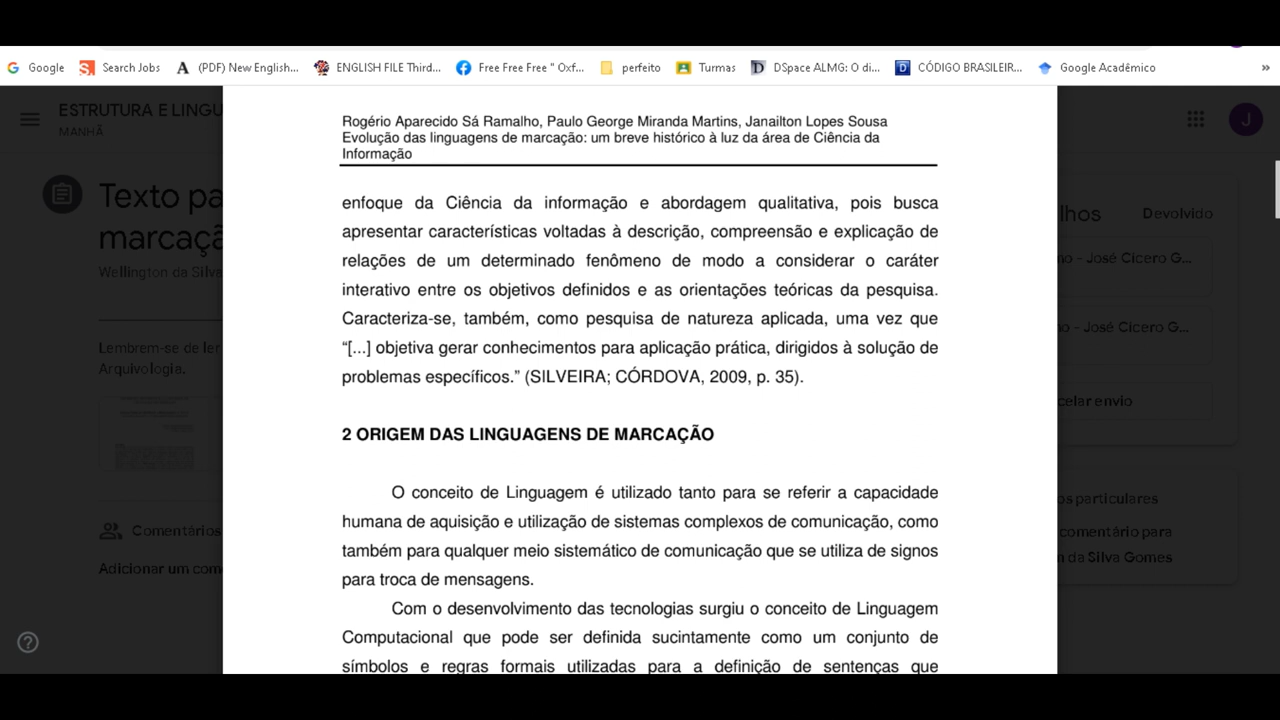 Google
Search Jobs
(PDF) New English...
ENGLISH FILE Third...
Free Free Free " Oxf...
perfeito
Turmas
DSpace ALMG: O di...
CÓDIGO BRASILEIR...
Google Acadêmico
»
ESTRUTURA E LINGU
MANHÃ
J
Texto pa
marcaçã
Wellington da Silva
Lembrem-se de ler
Arquivologia.
Comentários
Adicionar um com
Rogério Aparecido Sá Ramalho, Paulo George Miranda Martins, Janailton Lopes Sousa
Evolução das linguagens de marcação: um breve histórico à luz da área de Ciência da
Informação
enfoque da Ciência da informação e abordagem qualitativa, pois busca
apresentar características voltadas à descrição, compreensão e explicação de
relações de um determinado fenômeno de modo a considerar o caráter
interativo entre os objetivos definidos e as orientações teóricas da pesquisa.
Caracteriza-se, também, como pesquisa de natureza aplicada, uma vez que
“[...] objetiva gerar conhecimentos para aplicação prática, dirigidos à solução de
problemas específicos.” (SILVEIRA; CÓRDOVA, 2009, p. 35).
2 ORIGEM DAS LINGUAGENS DE MARCAÇÃO
O conceito de Linguagem é utilizado tanto para se referir a capacidade
humana de aquisição e utilização de sistemas complexos de comunicação, como
também para qualquer meio sistemático de comunicação que se utiliza de signos
para troca de mensagens.
Com o desenvolvimento das tecnologias surgiu o conceito de Linguagem
Computacional que pode ser definida sucintamente como um conjunto de
símbolos e regras formais utilizadas para a definição de sentenças que
lhos
Devolvido
no - José Cícero G...
no - José Cícero G...
celar envio
os particulares
comentário para
n da Silva Gomes